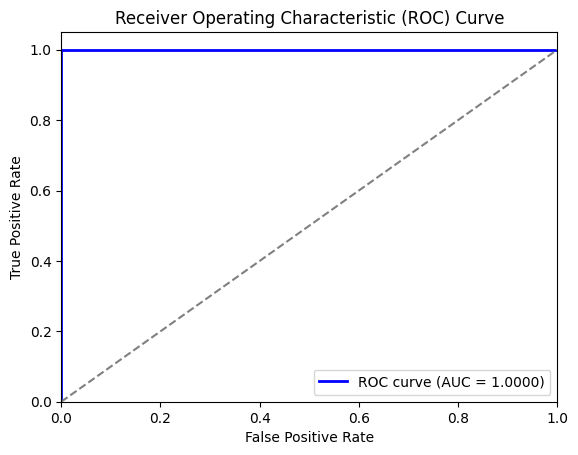 Receiver Operating Characteristic (ROC) Curve
1.0
0.8
0.6
0.4
0.2
0.0
True Positive Rate
ROC curve (AUC = 1.0000)
0.0 0.2 0.4 0.6 0.8 1.0
False Positive Rate